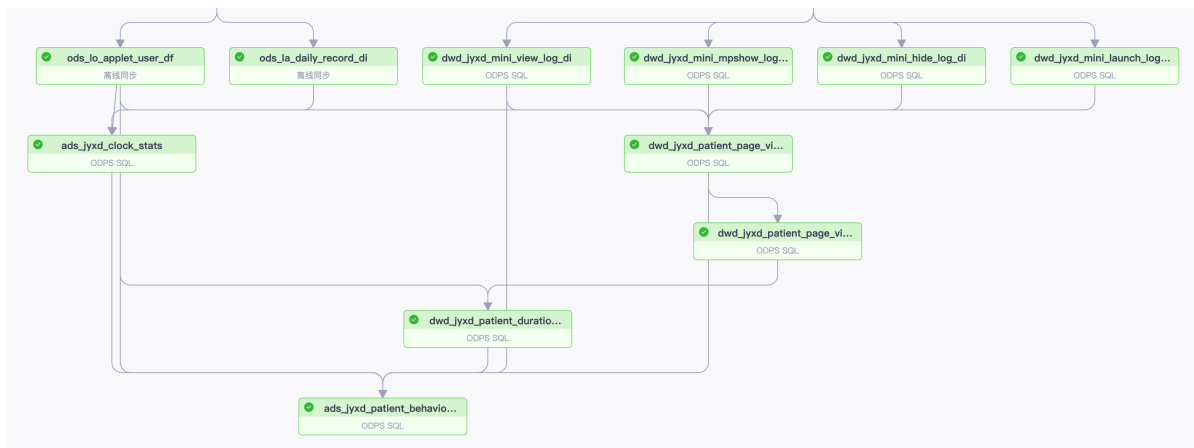 ods_lo_applet_user_df
离线同步
ods_la_daily_record_di
离线同步
dwd_jyxd_mini_view_log_di
ODPS SQL
dwd_jyxd_mini_mpshow_log...
ODPS SQL
dwd_jyxd_mini_hide_log_di
ODPS SQL
dwd_jyxd_mini_launch_log...
ODPS SQL
ads_jyxd_clock_stats
ODPS SQL
dwd_jyxd_patient_page_vi...
ODPS SQL
dwd_jyxd_patient_page_vi...
ODPS SQL
dwd_jyxd_patient_duratio...
ODPS SQL
ads_jyxd_patient_behavio...
ODPS SQL